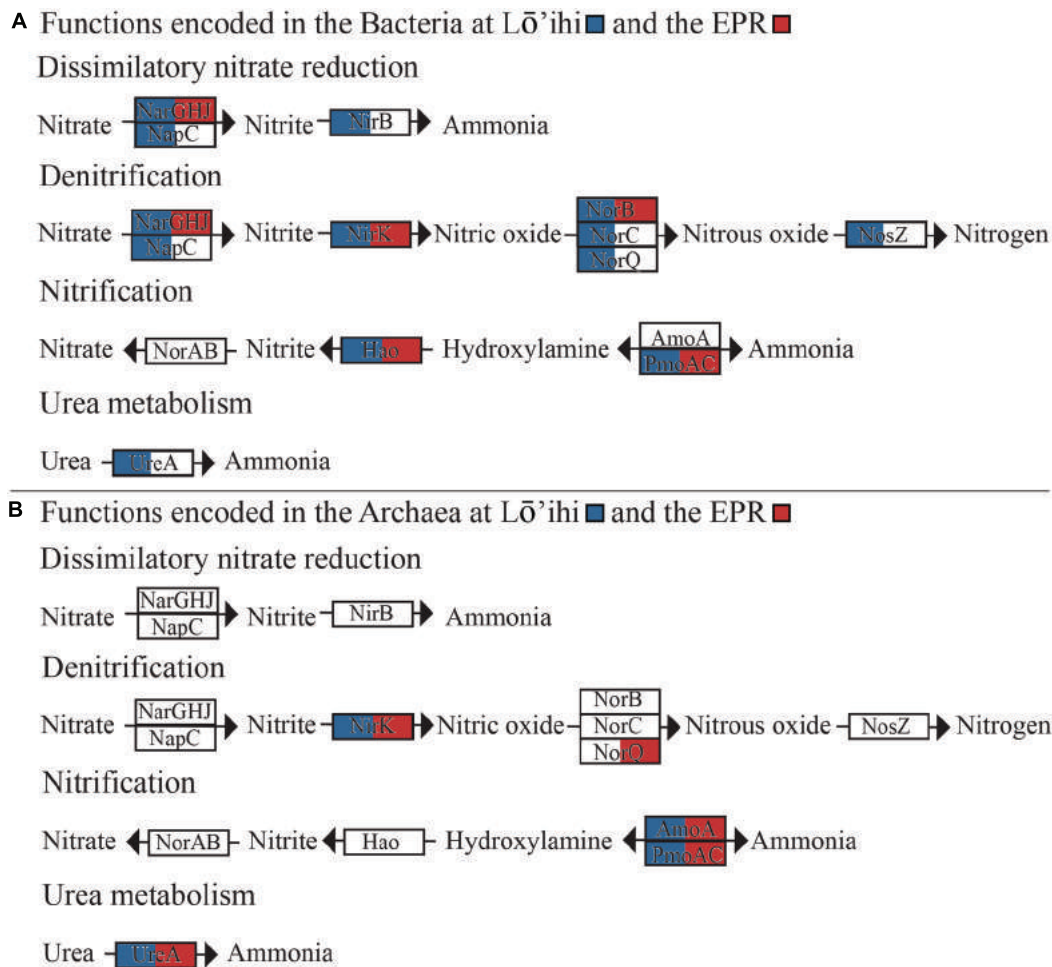 A Functions encoded in the Bacteria at Lō’ihi and the EPR
Dissimilatory nitrate reduction
NarGHJ
Nitrate Nitrite NirB Ammonia
NapC
Denitrification
NarGHJ NorB
Nitrate Nitrite NirK Nitric oxide NorC Nitrous oxide NosZ Nitrogen
NapC NorQ
Nitrification
AmoA
Nitrate NorAB Nitrite Hao Hydroxylamine Ammonia
PmoAC
Urea metabolism
Urea UreA Ammonia
B Functions encoded in the Archaea at Lō’ihi and the EPR
Dissimilatory nitrate reduction
NarGHJ
Nitrate Nitrite NirB Ammonia
NapC
Denitrification
NarGHJ NorB
Nitrate Nitrite NirK Nitric oxide NorC Nitrous oxide NosZ Nitrogen
NapC NorQ
Nitrification
AmoA
Nitrate NorAB Nitrite Hao Hydroxylamine Ammonia
PmoAC
Urea metabolism
Urea UreA Ammonia